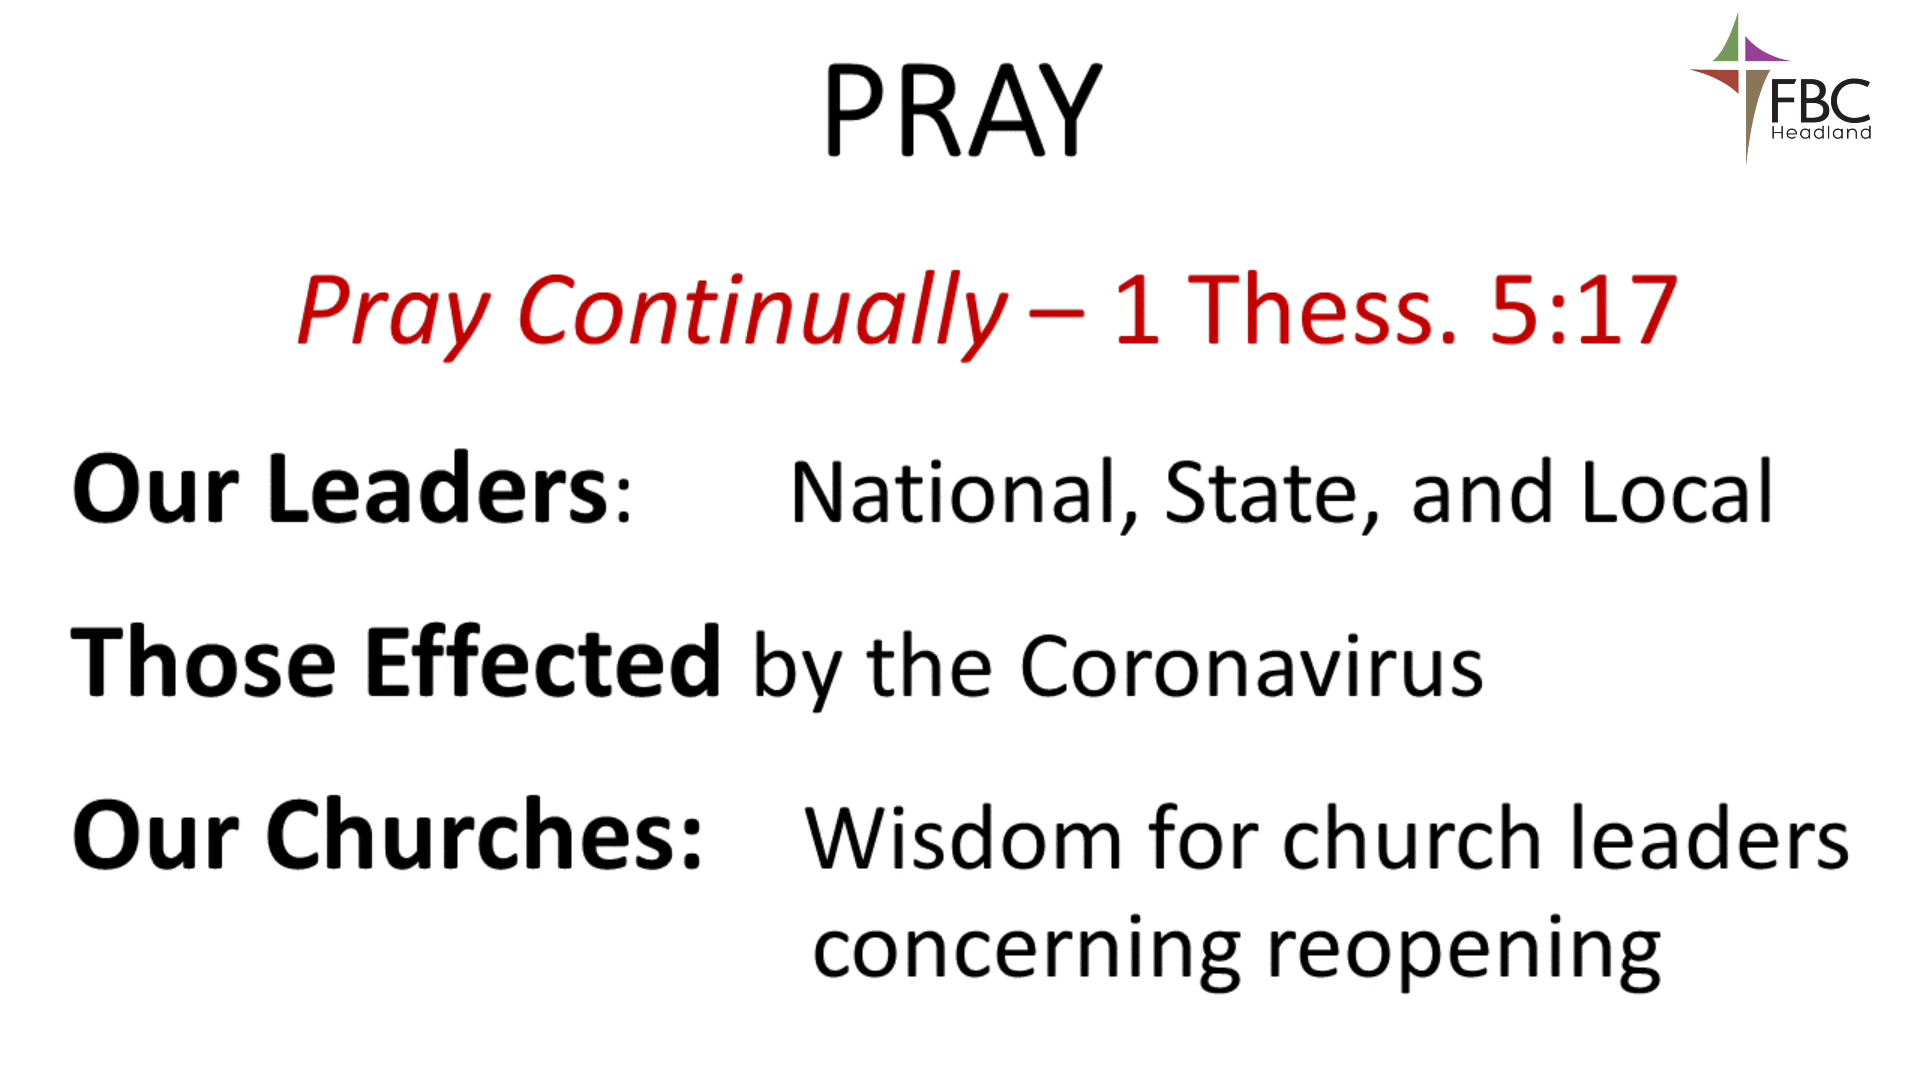 PRAY
FBC
Headland
Pray Continually – 1 Thess. 5:17
Our Leaders: National, State, and Local
Those Effected by the Coronavirus
Our Churches: Wisdom for church leaders
concerning reopening